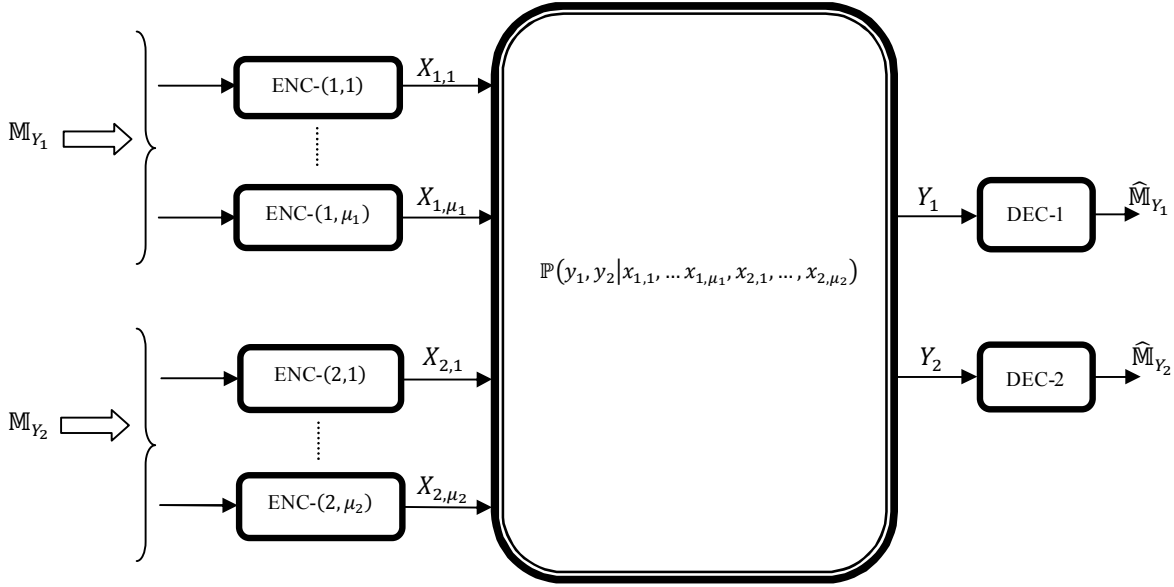 𝕄_{Y_1}
ENC-(1,1)
X_{1,1}
ENC-(1, μ_1)
X_{1,μ_1}
𝕄_{Y_2}
ENC-(2,1)
X_{2,1}
ENC-(2, μ_2)
X_{2,μ_2}
ℙ(y_1, y_2|x_{1,1}, … x_{1,μ_1}, x_{2,1}, … , x_{2,μ_2})
Y_1
DEC-1
𝕄̂_{Y_1}
Y_2
DEC-2
𝕄̂_{Y_2}